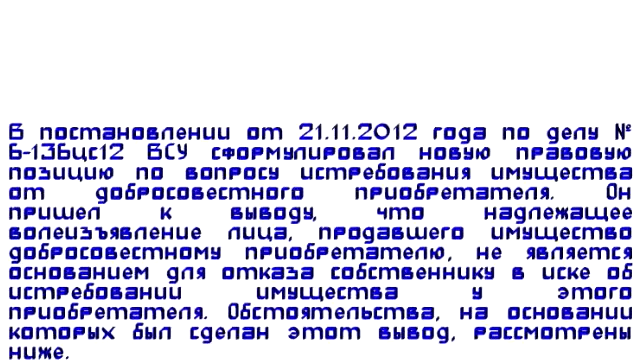 В постановлении от 21.11.2012 года по делу №
6-136цс12 ВСУ сформулировал новую правовую
позицию по вопросу истребования имущества
от добросовестного приобретателя. Он
пришел к выводу, что надлежащее
волеизъявление лица, продавшего имущество
добросовестному приобретателю, не является
основанием для отказа собственнику в иске об
истребовании имущества у этого
приобретателя. Обстоятельства, на основании
которых был сделан этот вывод, рассмотрены
ниже.